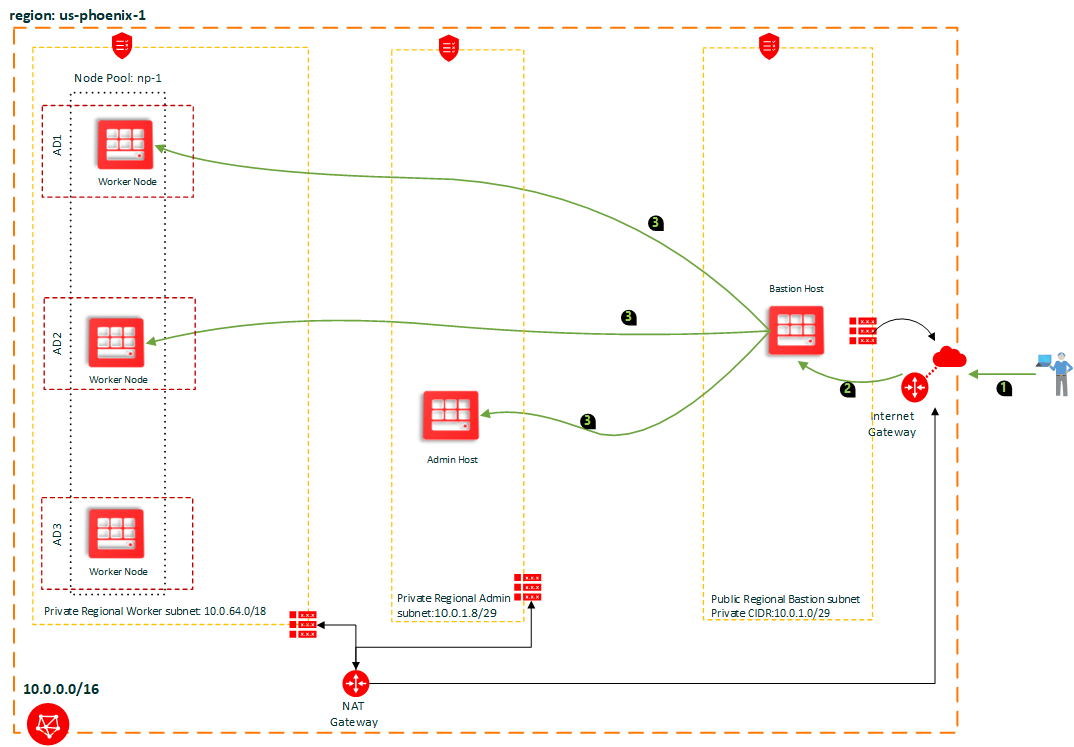 region: us-phoenix-1
Node Pool: np-1
AD1
Worker Node
3
Bastion Host
3
AD2
Worker Node
2
1
Internet
Gateway
3
Admin Host
AD3
Worker Node
Private Regional Worker subnet: 10.0.64.0/18
Private Regional Admin
subnet:10.0.1.8/29
Public Regional Bastion subnet
Private CIDR:10.0.1.0/29
10.0.0.0/16
NAT
Gateway